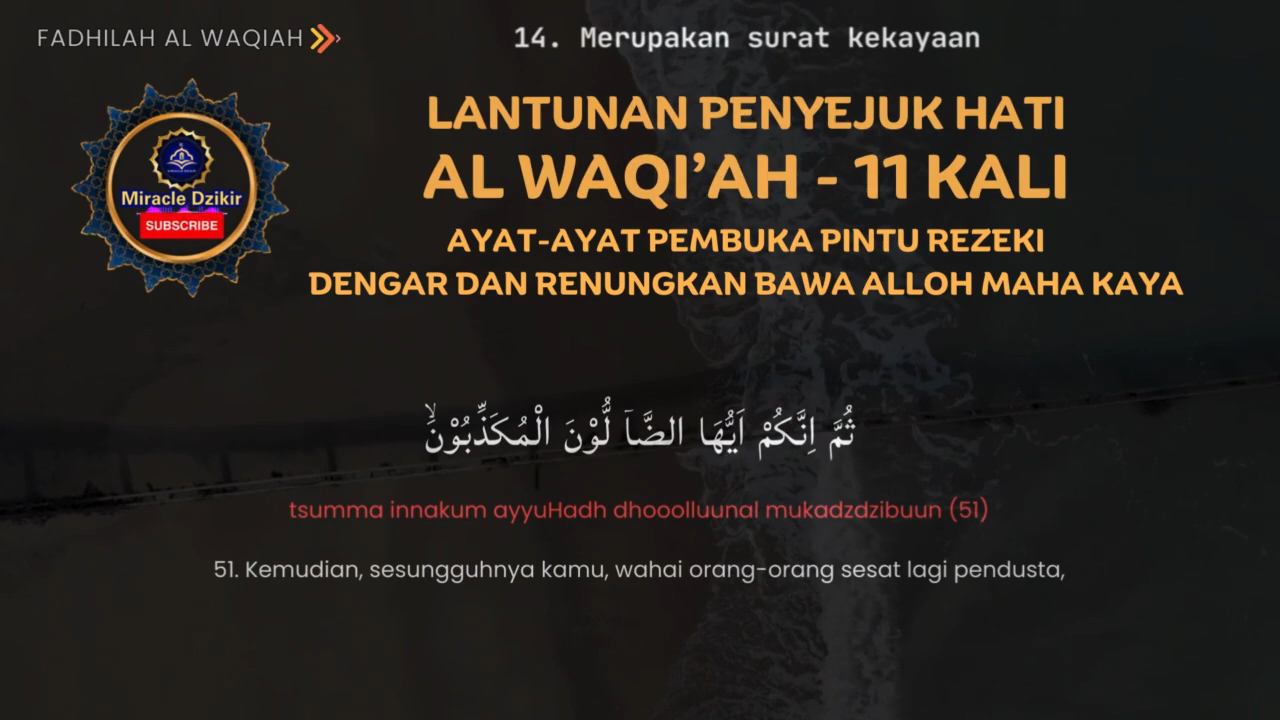 FADHILAH AL WAQIAH
14. Merupakan surat kekayaan
LANTUNAN PENYEJUK HATI
AL WAQI'AH - 11 KALI
AYAT-AYAT PEMBUKA PINTU REZEKI
DENGAR DAN RENUNGKAN BAWA ALLOH MAHA KAYA
Miracle Dzikir
SUBSCRIBE
ثُمَّ اِنَّكُمْ اَيُّهَا الضَّاۤ لُّوْنَ الْمُكَذِّبُوْنَۙ
tsumma innakum ayyuHadh dhooolluunal mukadzdzibuun (51)
51. Kemudian, sesungguhnya kamu, wahai orang-orang sesat lagi pendusta,